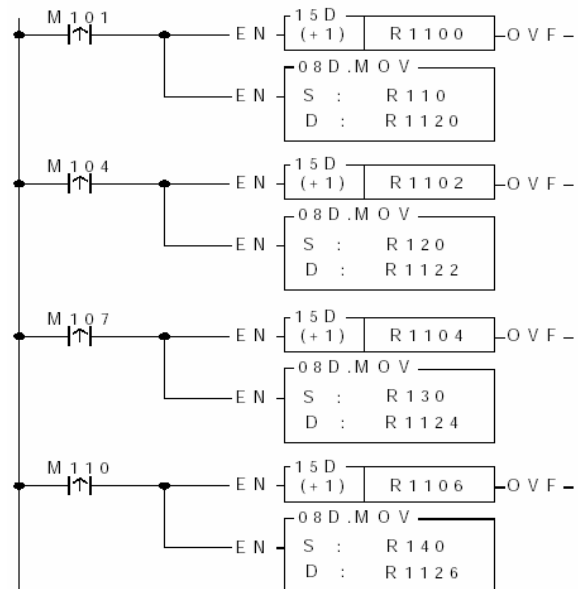 M101
EN 15D (+1) R1100 OVF
08D.MOV
EN S : R110
D : R1120
M104
EN 15D (+1) R1102 OVF
08D.MOV
EN S : R120
D : R1122
M107
EN 15D (+1) R1104 OVF
08D.MOV
EN S : R130
D : R1124
M110
EN 15D (+1) R1106 OVF
08D.MOV
EN S : R140
D : R1126